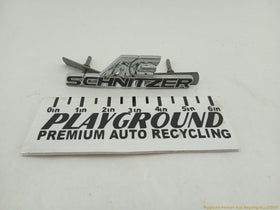 AC
SCHNITZER
0in 1in 2in 3in 4in 5in 6in
PLAYGROUND
PREMIUM AUTO RECYCLING